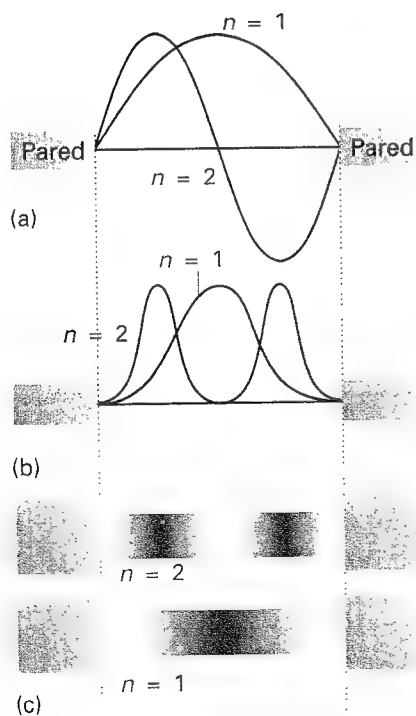 n = 1
Pared Pared
n = 2
(a)
n = 1
n = 2
(b)
n = 2
n = 1
(c)